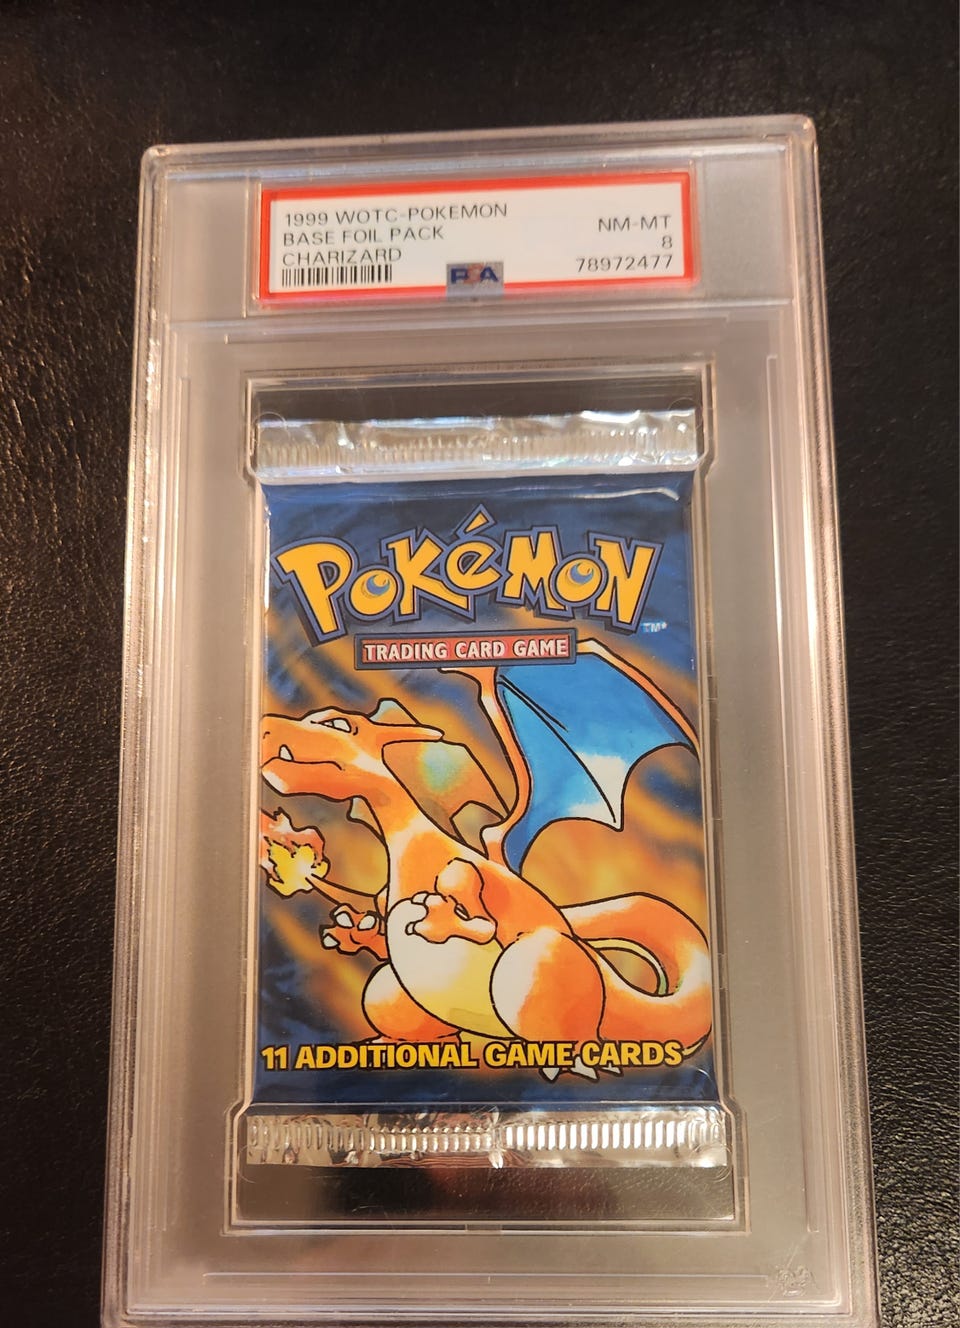 1999 WOTC-POKEMON
BASE FOIL PACK
CHARIZARD
NM-MT
8
78972477
PSA
POKéMON
TM®
TRADING CARD GAME
11 ADDITIONAL GAME CARDS